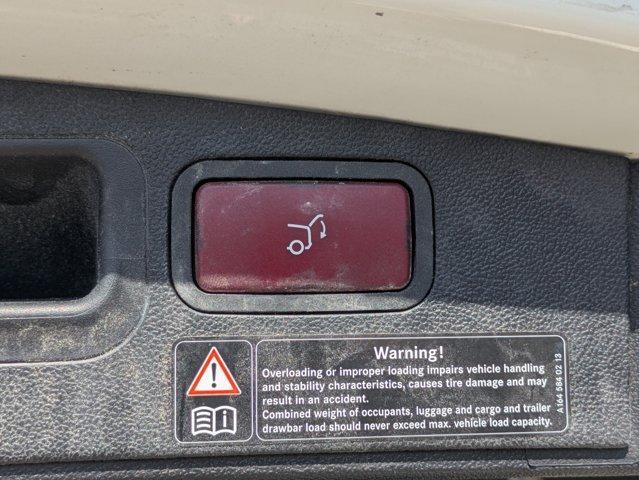 Warning!
Overloading or improper loading impairs vehicle handling
and stability characteristics, causes tire damage and may
result in an accident.
Combined weight of occupants, luggage and cargo and trailer
drawbar load should never exceed max. vehicle load capacity.
A164 584 02 13